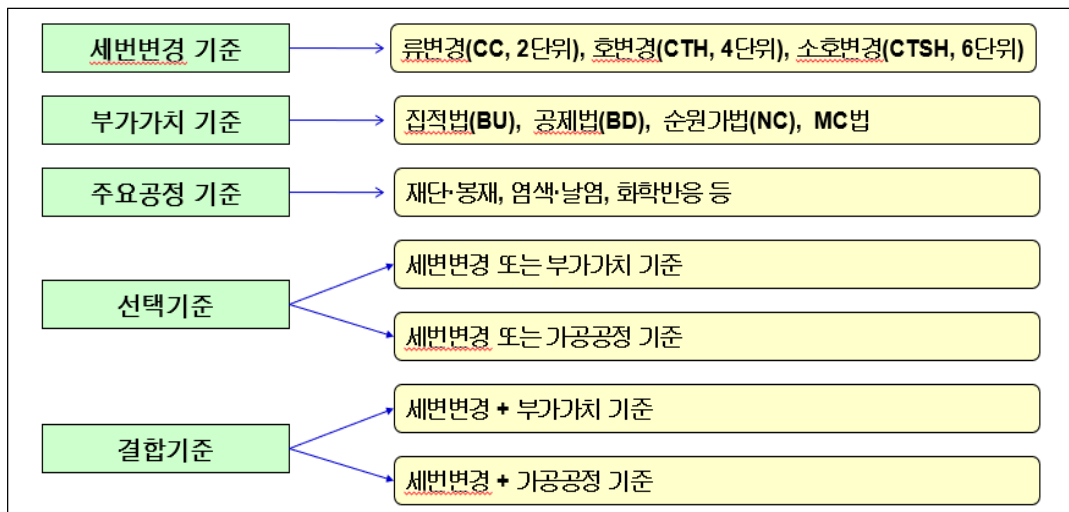 세번변경 기준
류변경(CC, 2단위), 호변경(CTH, 4단위), 소호변경(CTSH, 6단위)
부가가치 기준
집적법(BU), 공제법(BD), 순원가법(NC), MC법
주요공정 기준
재단·봉재, 염색·날염, 화학반응 등
선택기준
세변변경 또는 부가가치 기준
세번변경 또는 가공공정 기준
결합기준
세변변경 + 부가가치 기준
세번변경 + 가공공정 기준